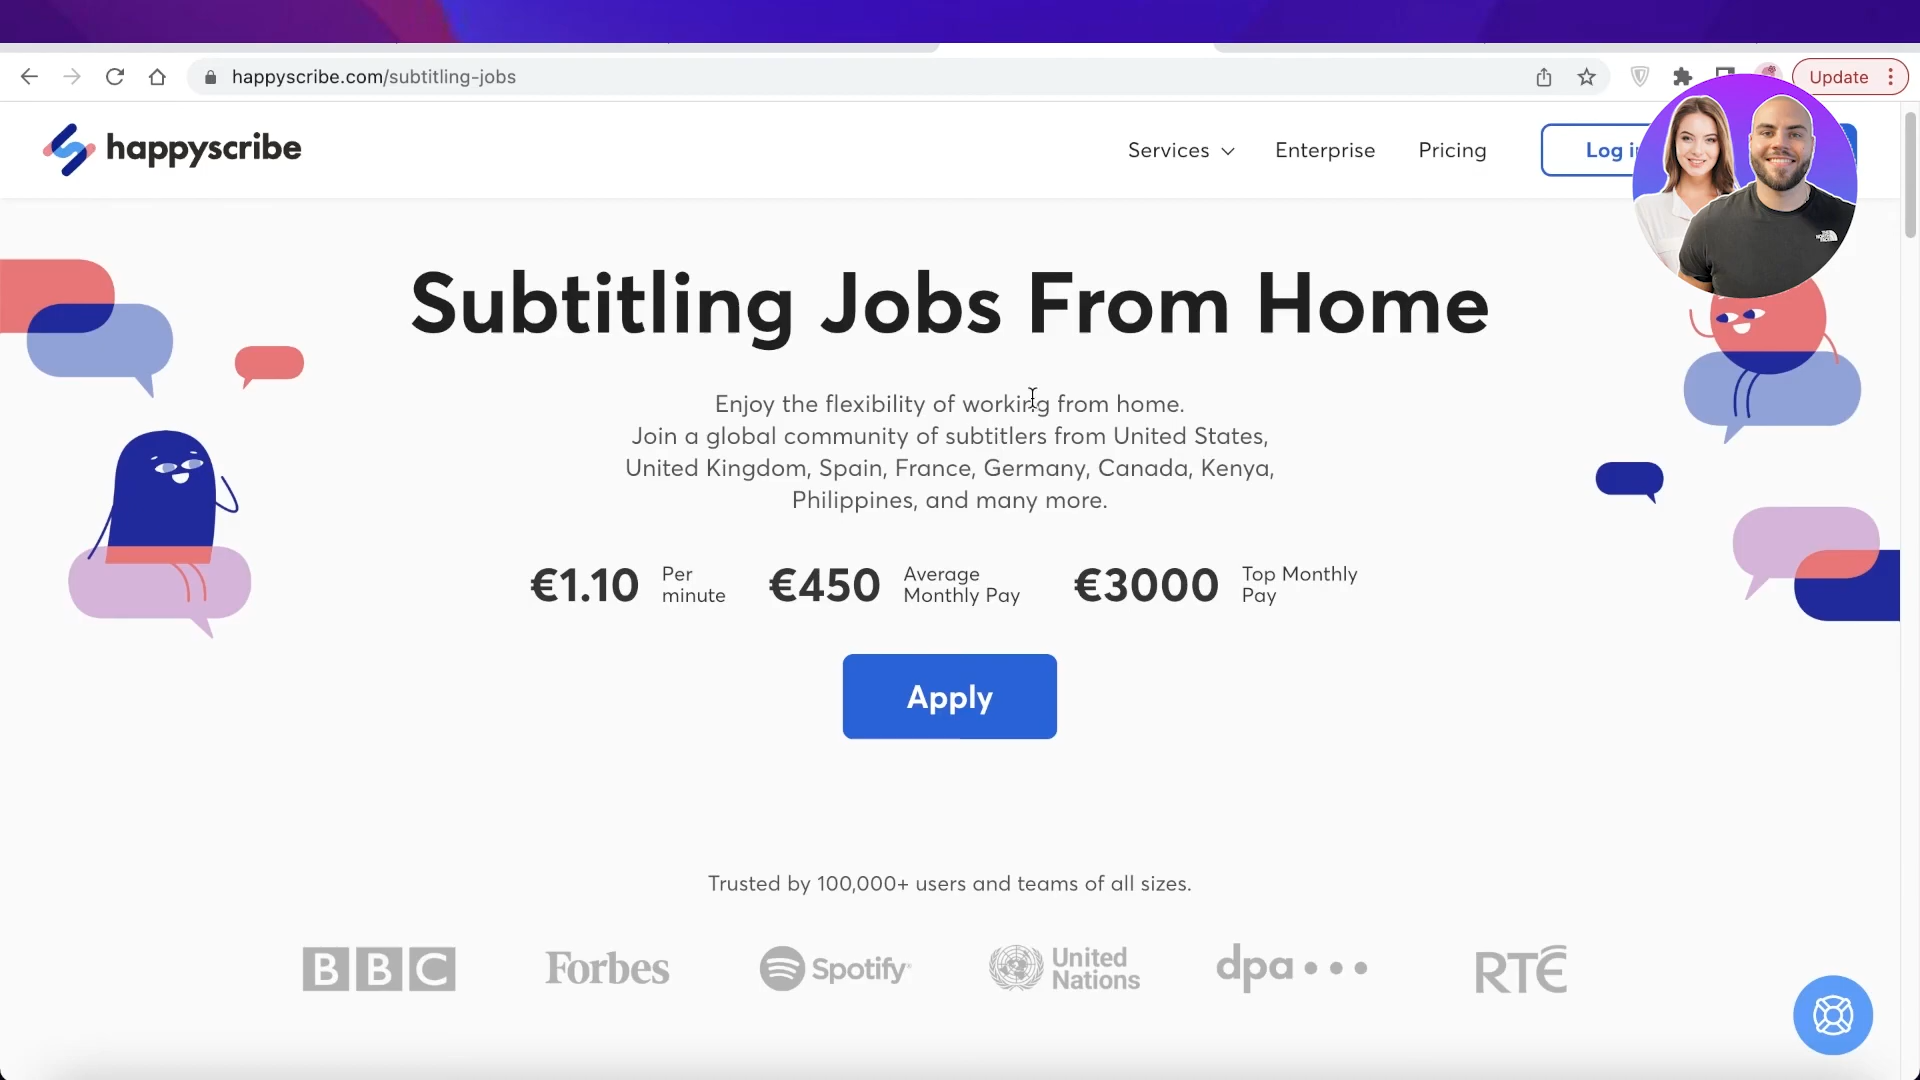 happyscribe.com/subtitling-jobs
Update
happyscribe
Services
Enterprise
Pricing
Log
Subtitling Jobs From Home
Enjoy the flexibility of working from home.
Join a global community of subtitlers from United States,
United Kingdom, Spain, France, Germany, Canada, Kenya,
Philippines, and many more.
€1.10 Per minute
€450 Average Monthly Pay
€3000 Top Monthly Pay
Apply
Trusted by 100,000+ users and teams of all sizes.
BBC
Forbes
Spotify
United Nations
dpa
RTÉ